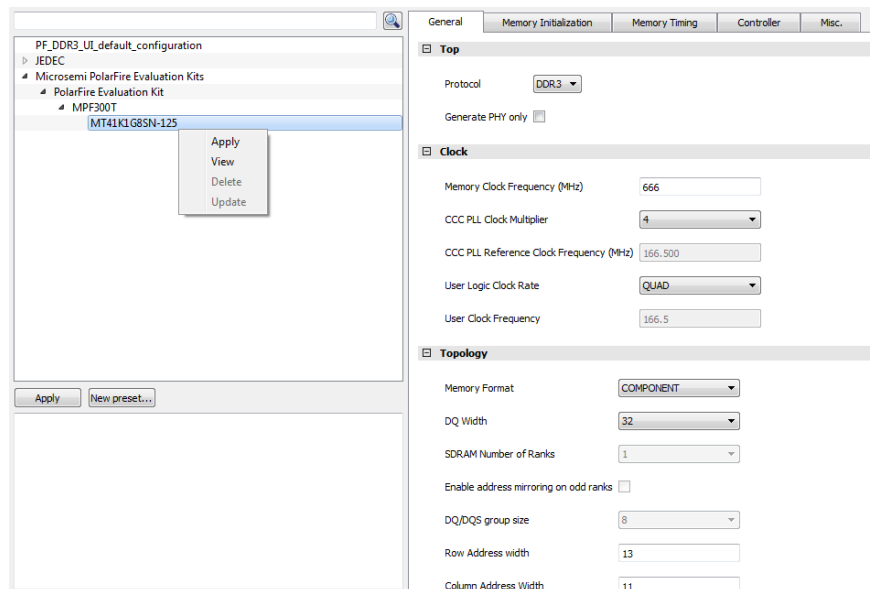 PF_DDR3_UI_default_configuration
JEDEC
Microsemi PolarFire Evaluation Kits
PolarFire Evaluation Kit
MPF300T
MT41K1G8SN-125
Apply
View
Delete
Update
Apply
New preset...
General
Memory Initialization
Memory Timing
Controller
Misc.
Top
Protocol
DDR3
Generate PHY only
Clock
Memory Clock Frequency (MHz)
666
CCC PLL Clock Multiplier
4
CCC PLL Reference Clock Frequency (MHz)
166.500
User Logic Clock Rate
QUAD
User Clock Frequency
166.5
Topology
Memory Format
COMPONENT
DQ Width
32
SDRAM Number of Ranks
1
Enable address mirroring on odd ranks
DQ/DQS group size
8
Row Address width
13
Column Address Width
11